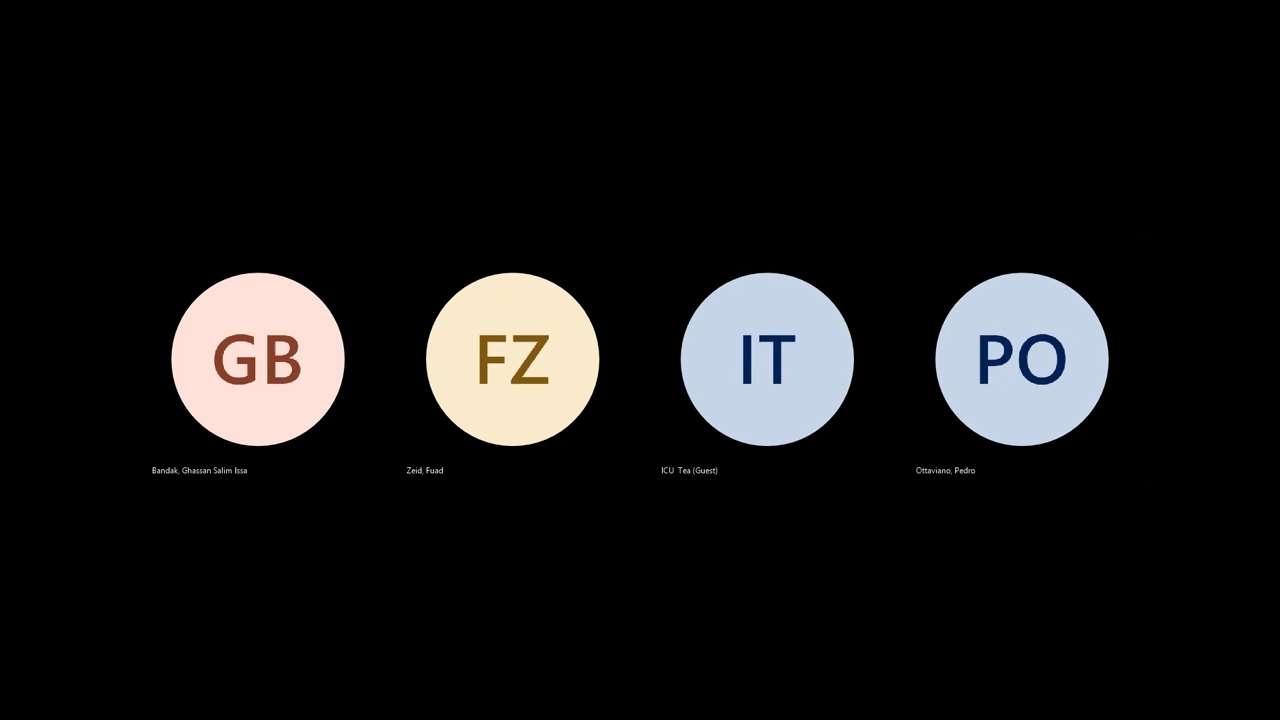 GB
FZ
IT
PO
Bandak, Ghassan Salim Issa
Zeid, Fuad
ICU Tea (Guest)
Ottaviano, Pedro